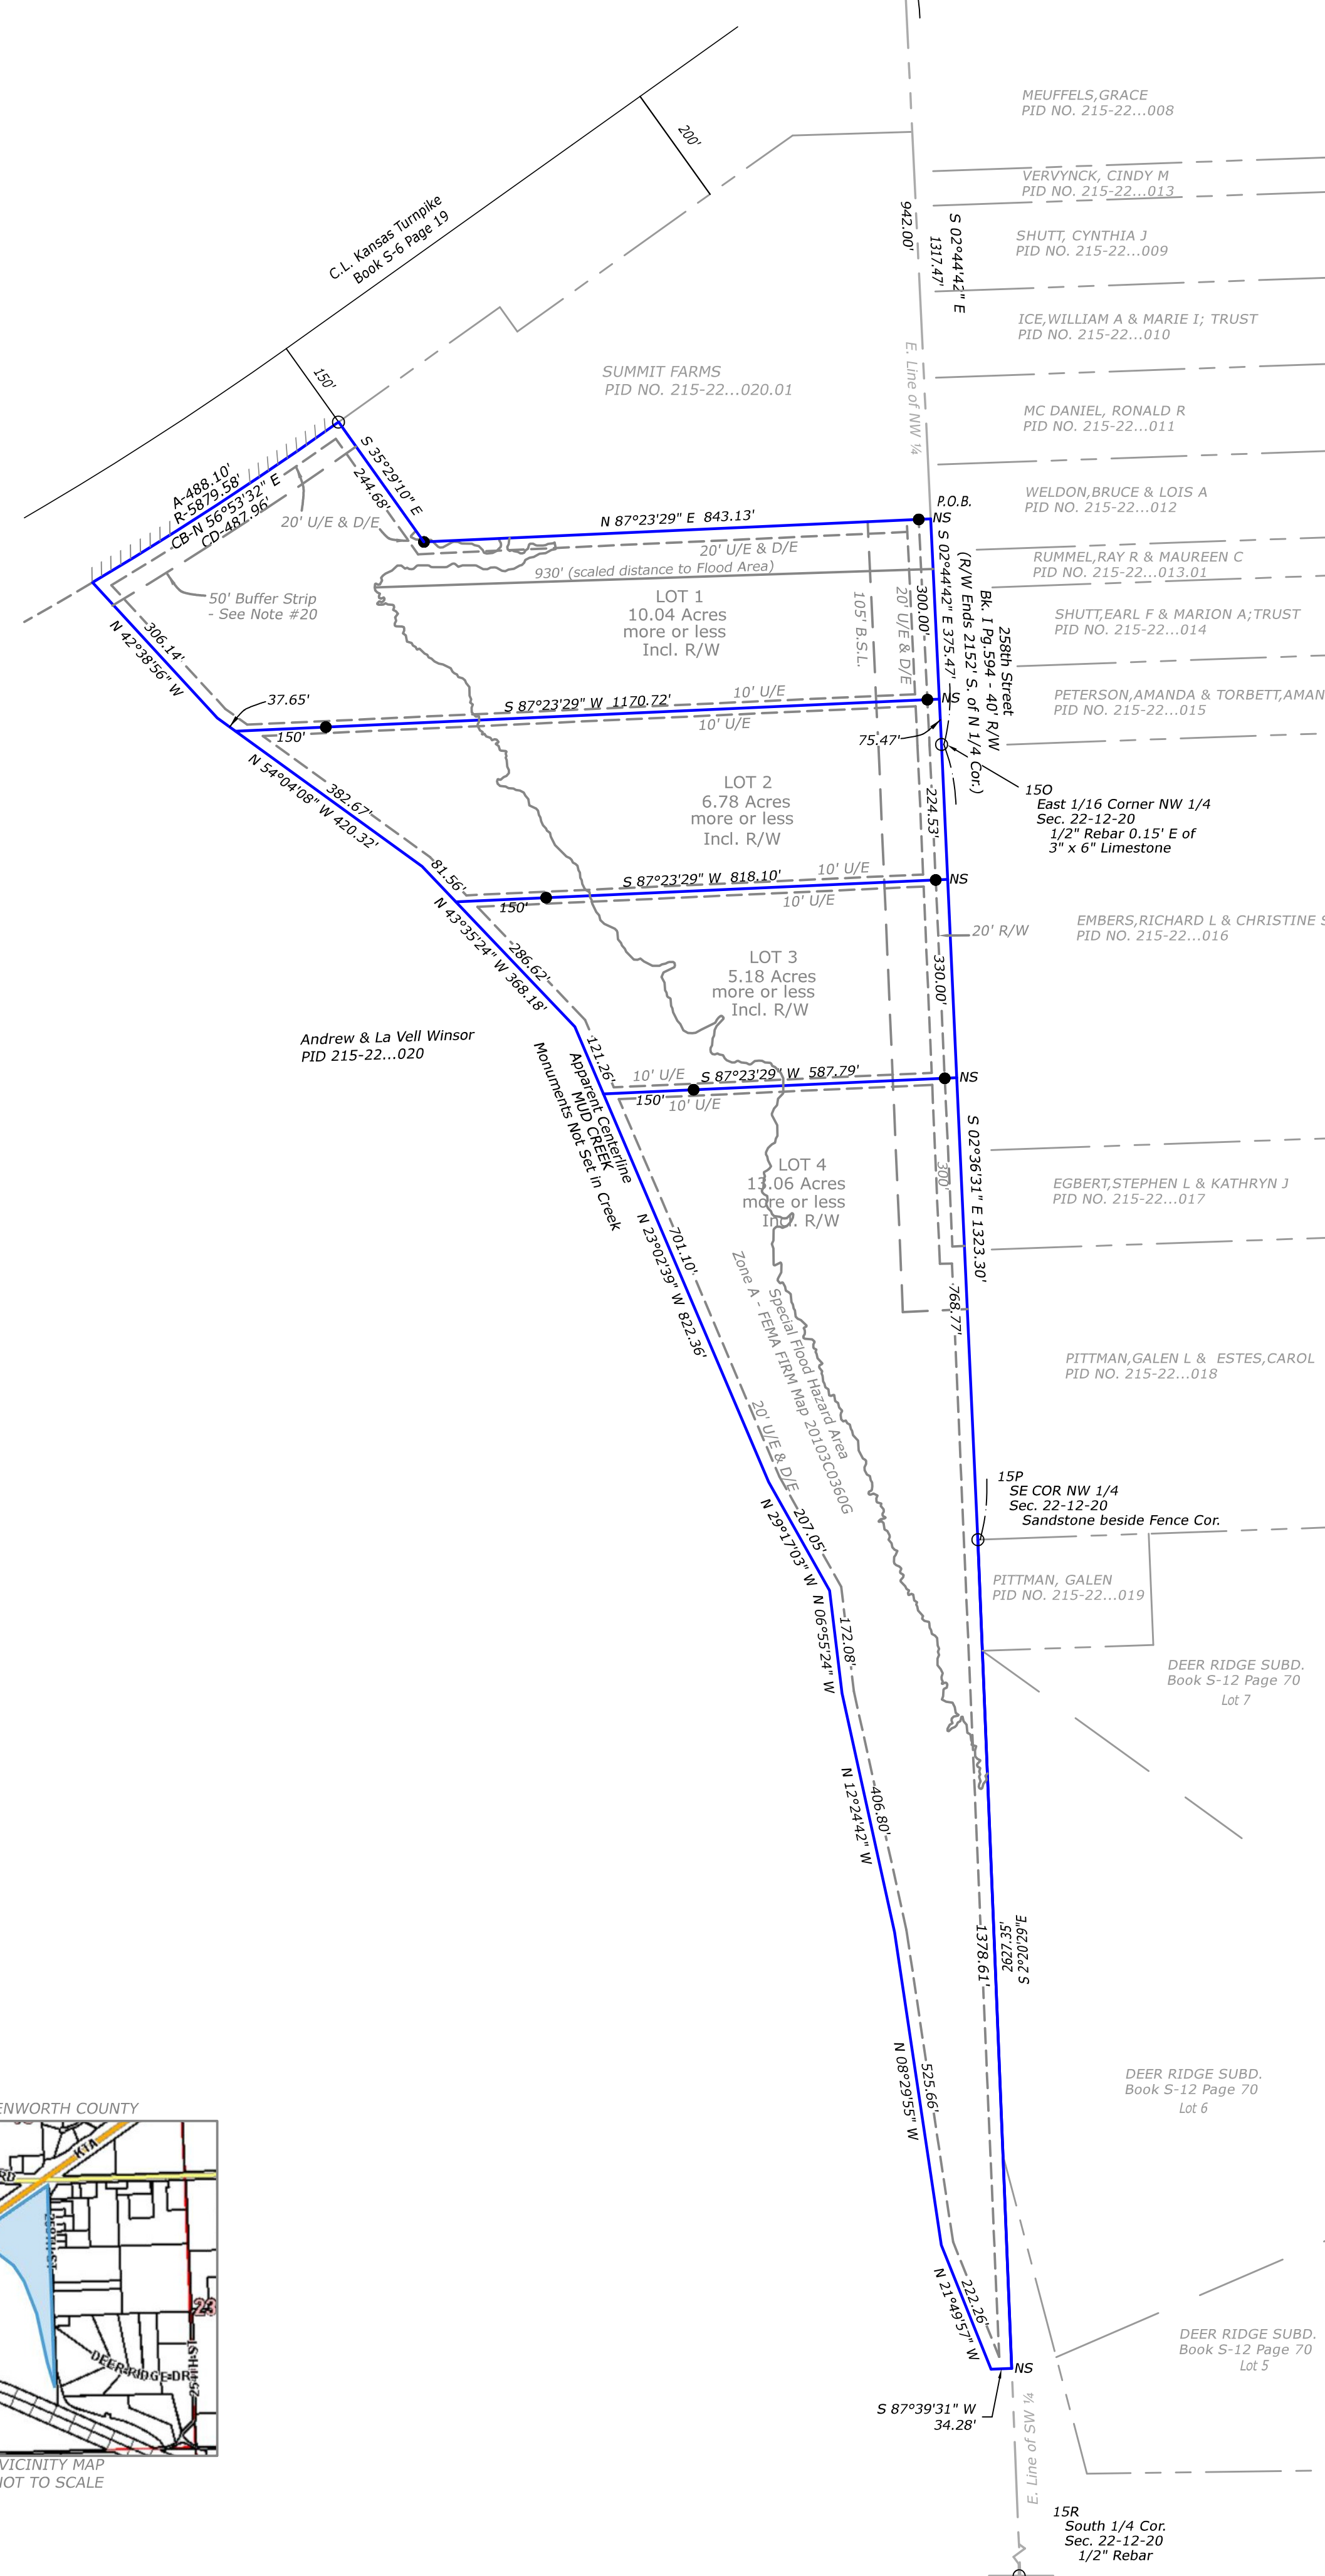 MEUFFELS,GRACE
PID NO. 215-22...008
VERVYNCK, CINDY M
PID NO. 215-22...013
SHUTT, CYNTHIA J
PID NO. 215-22...009
ICE,WILLIAM A & MARIE I; TRUST
PID NO. 215-22...010
MC DANIEL, RONALD R
PID NO. 215-22...011
WELDON,BRUCE & LOIS A
PID NO. 215-22...012
RUMMEL,RAY R & MAUREEN C
PID NO. 215-22...013.01
SHUTT,EARL F & MARION A;TRUST
PID NO. 215-22...014
PETERSON,AMANDA & TORBETT,AMAN
PID NO. 215-22...015
200'
C.L. Kansas Turnpike
Book S-6 Page 19
150'
942.00'
S 02°44'42" E
1317.47'
E. Line of NW ¼
SUMMIT FARMS
PID NO. 215-22...020.01
S 35°29'10" E
244.68'
A-488.10'
R-5879.58'
CB-N 56°53'32" E
CD-487.96'
20' U/E & D/E
N 87°23'29" E 843.13'
P.O.B.
NS
20' U/E & D/E
930' (scaled distance to Flood Area)
50' Buffer Strip
- See Note #20
LOT 1
10.04 Acres
more or less
Incl. R/W
105' B.S.L.
20' U/E & D/E
300.00'
S 02°44'42" E 375.47'
258th Street
Bk. I Pg.594 - 40' R/W
(R/W Ends 2152' S. of N 1/4 Cor.)
306.14'
N 42°38'56" W
37.65'
S 87°23'29" W 1170.72'
10' U/E
10' U/E
150'
NS
75.47'
15O
East 1/16 Corner NW 1/4
Sec. 22-12-20
1/2" Rebar 0.15' E of
3" x 6" Limestone
N 54°04'08" W 420.32'
382.67'
LOT 2
6.78 Acres
more or less
Incl. R/W
224.53'
81.56'
S 87°23'29" W 818.10'
10' U/E
10' U/E
150'
NS
20' R/W
EMBERS,RICHARD L & CHRISTINE S
PID NO. 215-22...016
N 43°35'24" W 368.18'
286.62'
LOT 3
5.18 Acres
more or less
Incl. R/W
330.00'
Andrew & La Vell Winsor
PID 215-22...020
121.26'
10' U/E
S 87°23'29" W 587.79'
150'
10' U/E
NS
Apparent Centerline
MUD CREEK
Monuments Not Set in Creek
S 02°36'31" E 1323.30'
LOT 4
13.06 Acres
more or less
Incl. R/W
300'
EGBERT,STEPHEN L & KATHRYN J
PID NO. 215-22...017
701.10'
N 23°02'39" W 822.36'
768.77'
Special Flood Hazard Area
Zone A - FEMA FIRM Map 20103C0360G
PITTMAN,GALEN L & ESTES,CAROL
PID NO. 215-22...018
20' U/E & D/E
15P
SE COR NW 1/4
Sec. 22-12-20
Sandstone beside Fence Cor.
207.05'
N 29°17'03" W
PITTMAN, GALEN
PID NO. 215-22...019
172.08'
N 06°55'24" W
DEER RIDGE SUBD.
Book S-12 Page 70
Lot 7
406.80'
N 12°24'42" W
1378.61'
S 2°20'29"E
2627.35'
525.66'
N 08°29'55" W
DEER RIDGE SUBD.
Book S-12 Page 70
Lot 6
222.26'
N 21°49'57" W
DEER RIDGE SUBD.
Book S-12 Page 70
Lot 5
NS
S 87°39'31" W
34.28'
E. Line of SW ¼
15R
South 1/4 Cor.
Sec. 22-12-20
1/2" Rebar
ENWORTH COUNTY
KTA
RD
258TH ST
23
DEER RIDGE DR
254TH ST
VICINITY MAP
NOT TO SCALE